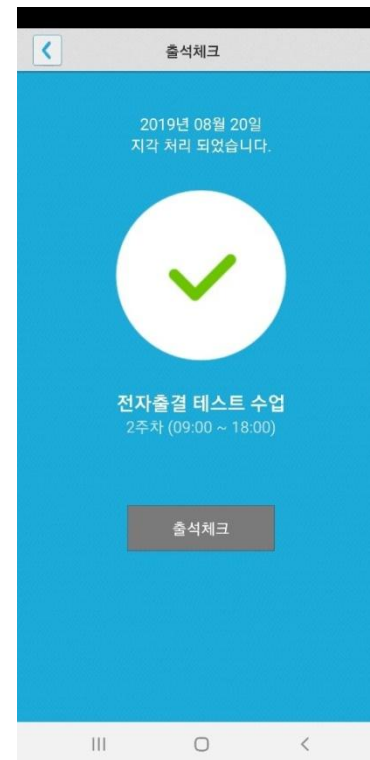 출석체크
2019년 08월 20일
지각 처리 되었습니다.
전자출결 테스트 수업
2주차 (09:00 ~ 18:00)
출석체크